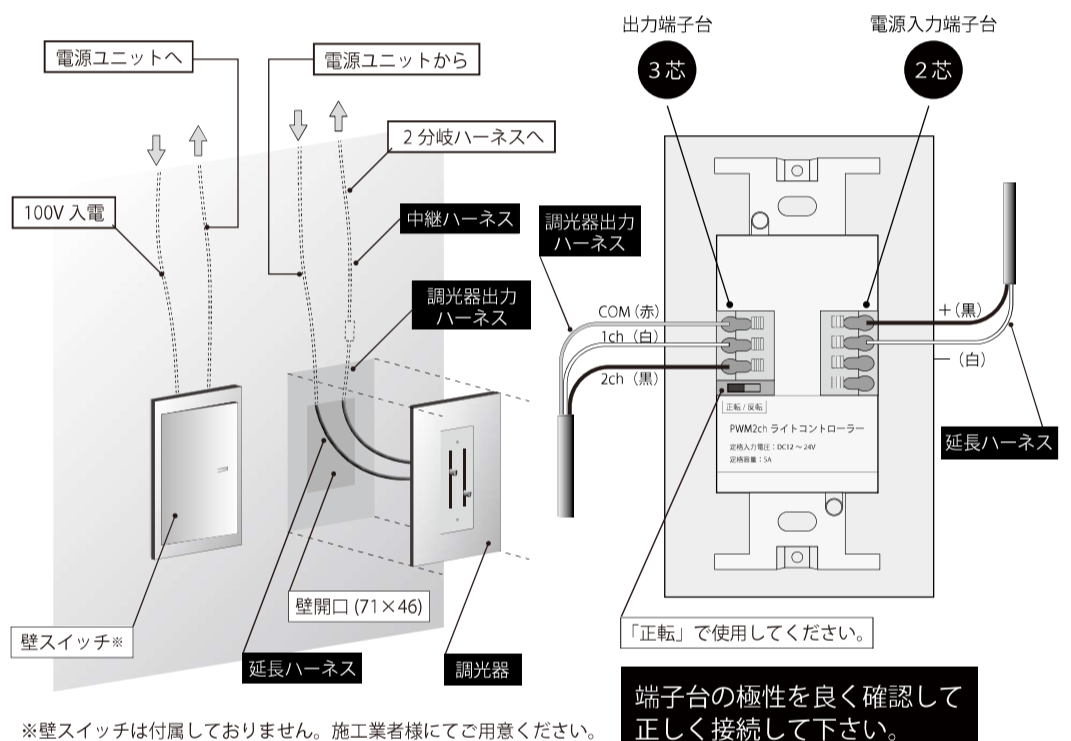 出力端子台
電源入力端子台
3芯
2芯
電源ユニットへ
電源ユニットから
2分岐ハーネスへ
100V 入電
中継ハーネス
調光器出力
ハーネス
調光器出力
ハーネス
COM（赤）
1ch（白）
2ch（黒）
＋（黒）
―（白）
正転 / 反転
PWM2ch ライトコントローラー
定格入力電圧：DC12 ～ 24V
定格容量：5A
延長ハーネス
壁開口 (71×46)
「正転」で使用してください。
壁スイッチ※
延長ハーネス
調光器
端子台の極性を良く確認して
正しく接続して下さい。
※壁スイッチは付属しておりません。施工業者様にてご用意ください。